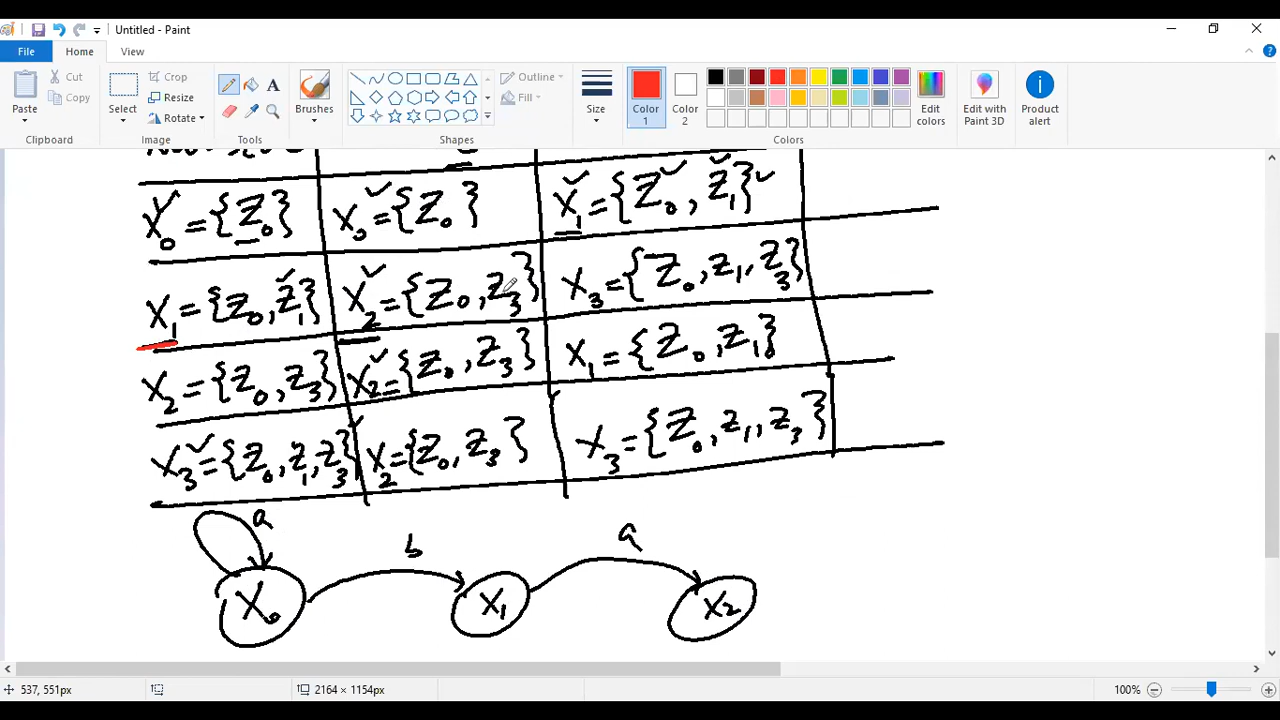 Untitled - Paint
File Home View
Cut
Copy
Paste
Clipboard
Crop
Resize
Rotate
Select
Image
A
Tools
Brushes
Outline
Fill
Shapes
Size
Color 1
Color 2
Edit colors
Colors
Edit with Paint 3D
Product alert
X0 = {Z0} X0 = {Z0} X1 = {Z0, Z1}
X1 = {Z0, Z1} X2 = {Z0, Z3} X3 = {Z0, Z1, Z3}
X2 = {Z0, Z3} X2 = {Z0, Z3} X1 = {Z0, Z1}
X3 = {Z0, Z1, Z3} X2 = {Z0, Z3} X3 = {Z0, Z1, Z3}
a b a
X0 X1 X2
537, 551px 2164 × 1154px 100%